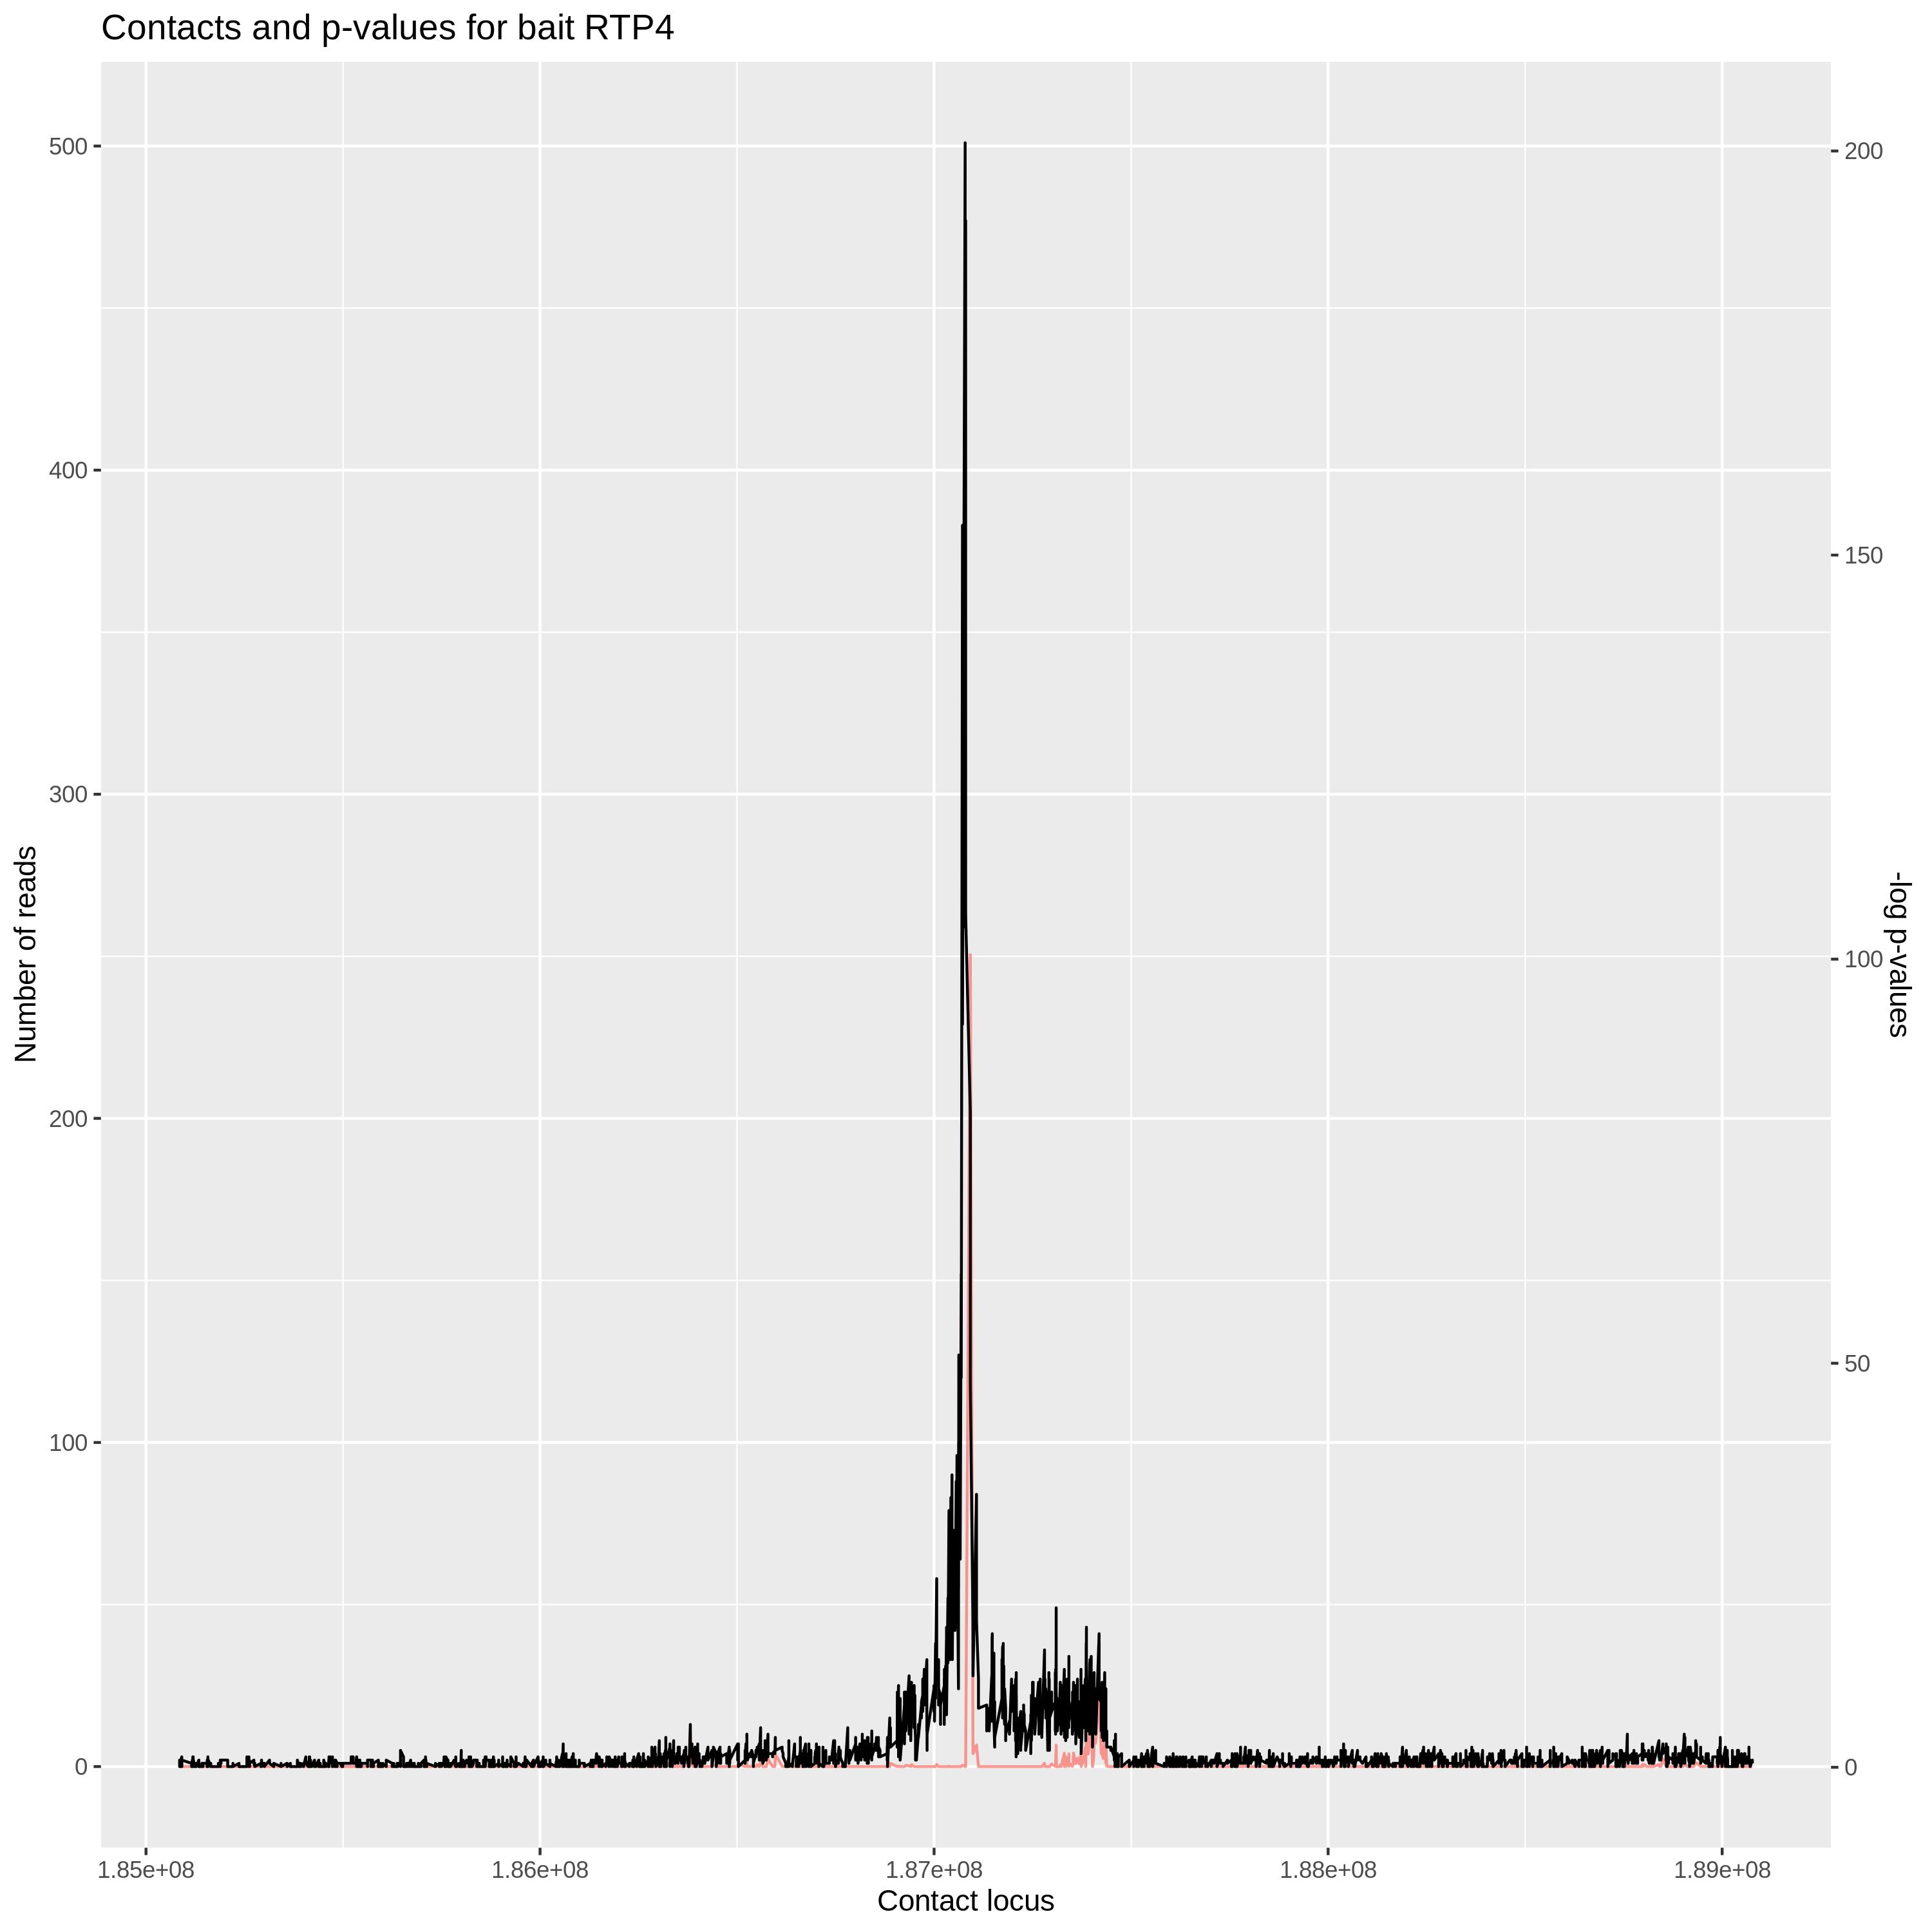 Contacts and p-values for bait RTP4
500
400
300
200
100
0
Number of reads
200
150
100
50
0
-log p-values
1.85e+08
1.86e+08
1.87e+08
1.88e+08
1.89e+08
Contact locus